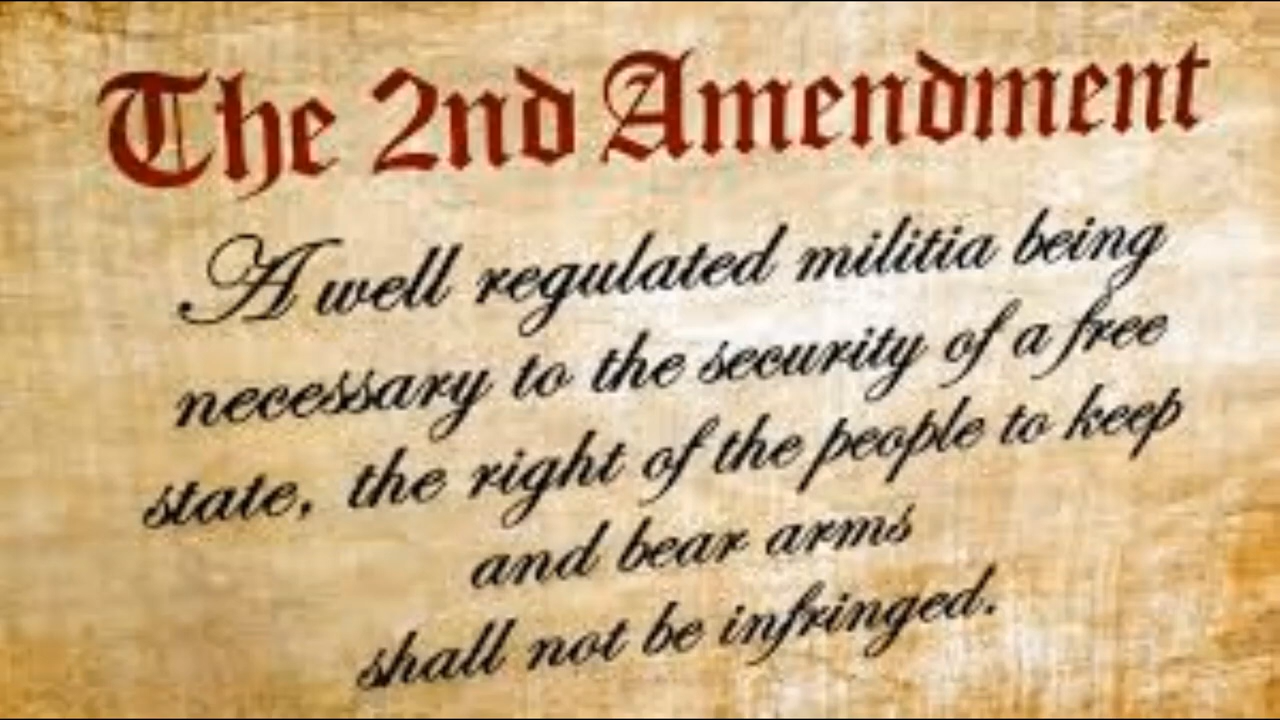 The 2nd Amendment
A well regulated militia being
necessary to the security of a free
state, the right of the people to keep
and bear arms
shall not be infringed.